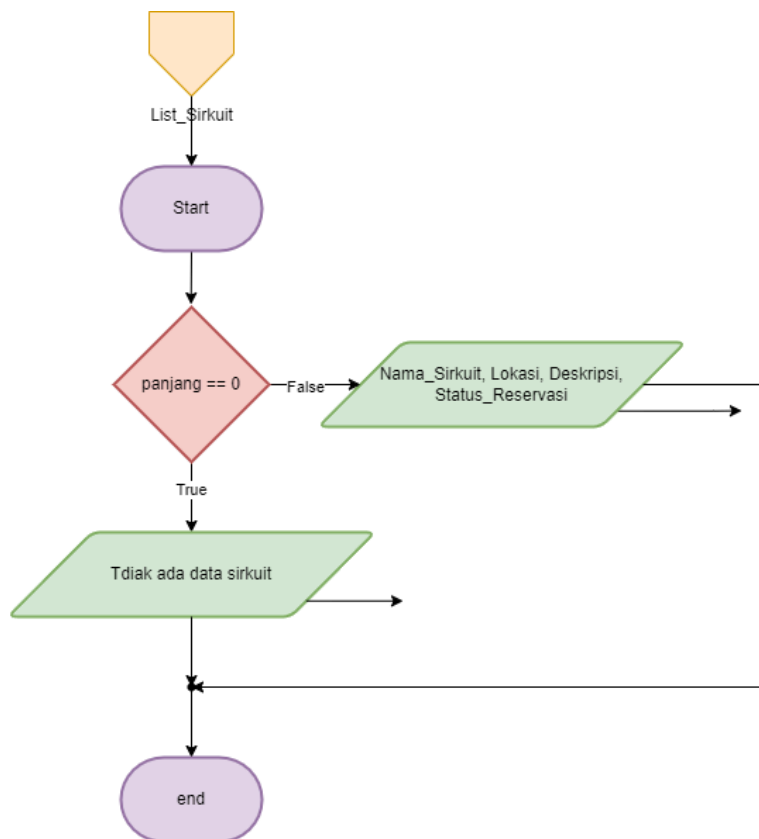 List_Sirkuit
Start
panjang == 0
False
Nama_Sirkuit, Lokasi, Deskripsi,
Status_Reservasi
True
Tdiak ada data sirkuit
end